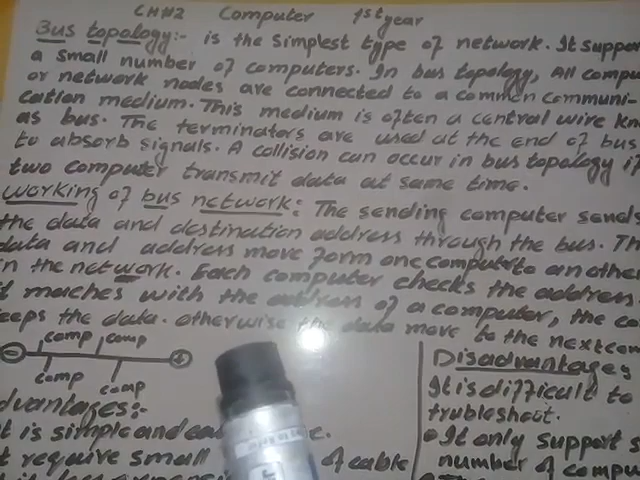 CH#2 Computer 1st year
Bus topology:- is the simplest type of network. It suppor
a small number of computers. In bus topology, All compu
or network nodes are connected to a common communi-
cation medium. This medium is often a central wire kn
as bus. The terminators are used at the end of bus
to absorb signals. A collision can occur in bus topology if
two computer transmit data at same time.
working of bus network: The sending computer sends
the data and destination address through the bus. Th
data and address move form one computer to another
in the network. Each computer checks the address
it maches with the address of a computer, the co
eeps the data. otherwise the data move to the next com
comp comp
comp comp
dvantages:-
t is simple and
t require small of cable
Disadvantages
It is difficult to
trubleshoot.
It only support s
number of compu